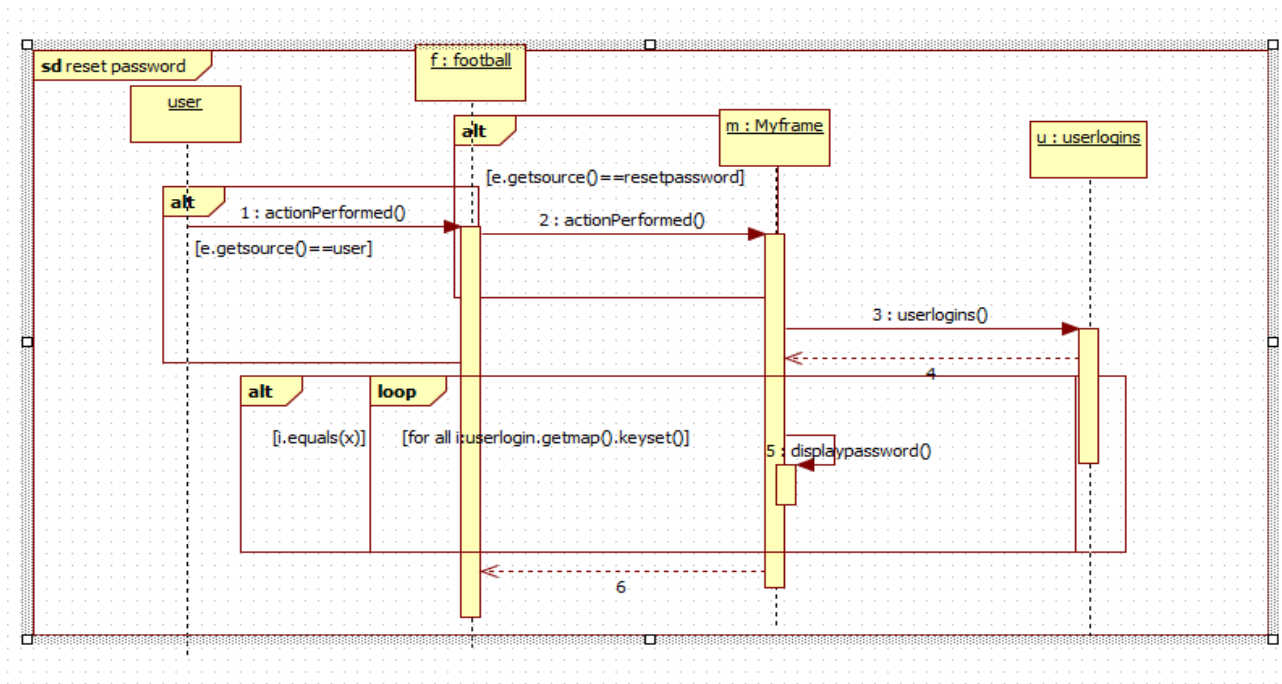 sd reset password
user
f : football
m : Myframe
u : userlogins
alt
[e.getsource()==resetpassword]
alt
1 : actionPerformed()
[e.getsource()==user]
2 : actionPerformed()
3 : userlogins()
4
alt
loop
[i.equals(x)]
[for all i:userlogin.getmap().keyset()]
5 : displaypassword()
6